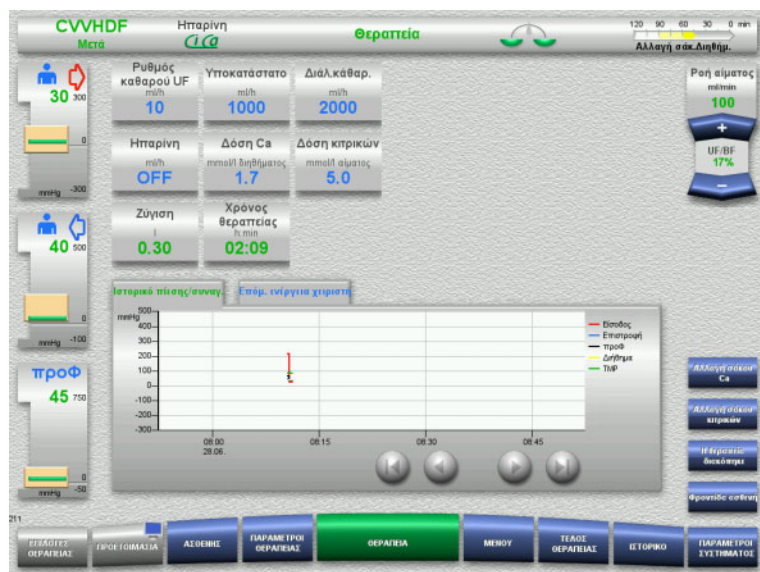 CVVHDF
Μετά
Ηπαρίνη
CiCa
Θεραπεία
120 90 60 30 0 min
Αλλαγή σάκ.Διηθήμ.
30
300
0
mmHg -300
Ρυθμός καθαρού UF
ml/h
10
Υποκατάστατο
ml/h
1000
Διάλ.κάθαρ.
ml/h
2000
Ροή αίματος
ml/min
100
+
UF/BF
17%
−
Ηπαρίνη
ml/h
OFF
Δόση Ca
mmol/l διηθήματος
1.7
Δόση κιτρικών
mmol/l αίματος
5.0
40
500
0
mmHg -100
Ζύγιση
l
0.30
Χρόνος θεραπείας
h:min
02:09
Ιστορικό πίεσης/συναγ.
Επόμ. ενέργεια χειριστή
mmHg
500
400
300
200
100
0
-100
-200
-300
08:00
28.06.
08:15
08:30
08:45
Είσοδος
Επιστροφή
προΦ
Διήθημα
TMP
προΦ
45
750
0
mmHg -50
Αλλαγή σάκου
Ca
Αλλαγή σάκου
κιτρικών
Η θεραπεία
διεκόπηκε
Φροντίδα ασθενή
211
ΕΠΙΛΟΓΕΣ
ΘΕΡΑΠΕΙΑΣ
ΠΡΟΕΤΟΙΜΑΣΙΑ
ΑΣΘΕΝΗΣ
ΠΑΡΑΜΕΤΡΟΙ
ΘΕΡΑΠΕΙΑΣ
ΘΕΡΑΠΕΙΑ
ΜΕΝΟΥ
ΤΕΛΟΣ
ΘΕΡΑΠΕΙΑΣ
ΙΣΤΟΡΙΚΟ
ΠΑΡΑΜΕΤΡΟΙ
ΣΥΣΤΗΜΑΤΟΣ